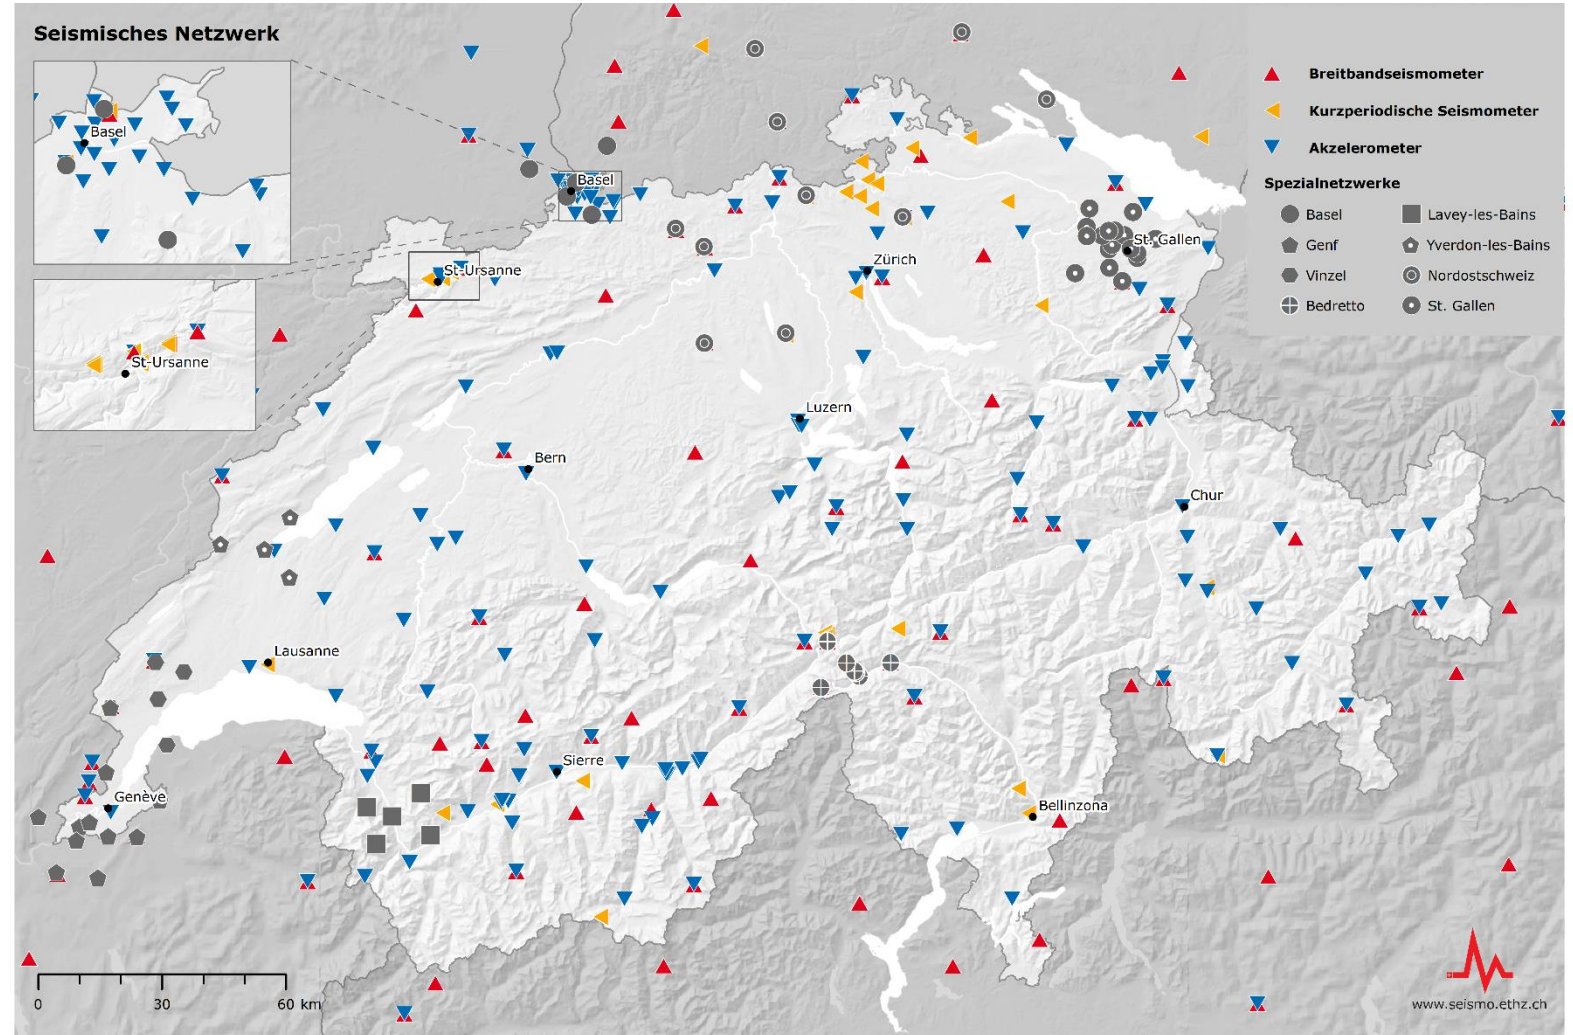 Seismisches Netzwerk
Basel
St-Ursanne
Breitbandseismometer
Kurzperiodische Seismometer
Akzelerometer
Spezialnetzwerke
Basel
Lavey-les-Bains
Genf
Yverdon-les-Bains
Vinzel
Nordostschweiz
Bedretto
St. Gallen
Basel
St. Gallen
St-Ursanne
Zürich
Luzern
Bern
Chur
Lausanne
Sierre
Genève
Bellinzona
0 30 60 km
www.seismo.ethz.ch